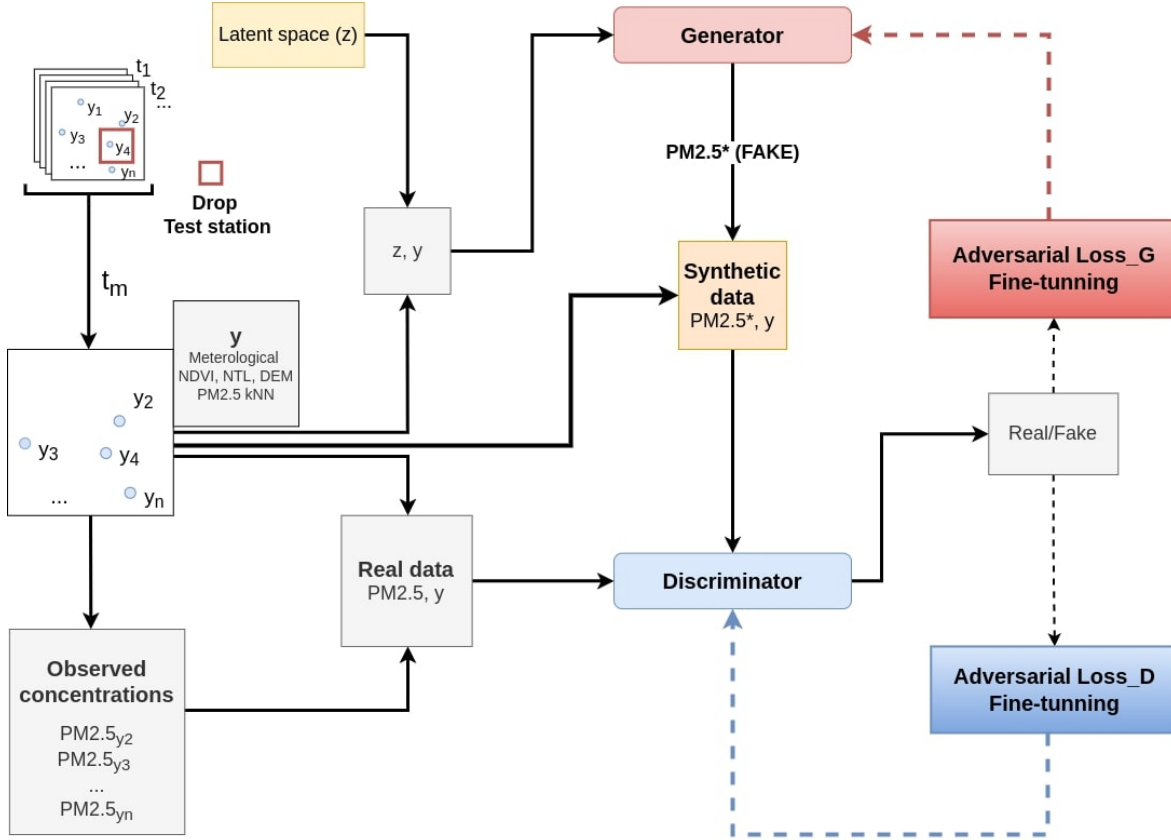 Latent space (z)
Generator
t1
t2
...
y1
y2
y3
y4
...
yn
Drop
Test station
PM2.5* (FAKE)
z, y
tm
Synthetic
data
PM2.5*, y
Adversarial Loss_G
Fine-tunning
y
Meterological
NDVI, NTL, DEM
PM2.5 kNN
y2
y3
y4
...
yn
Real/Fake
Real data
PM2.5, y
Discriminator
Observed
concentrations
PM2.5y2
PM2.5y3
...
PM2.5yn
Adversarial Loss_D
Fine-tunning